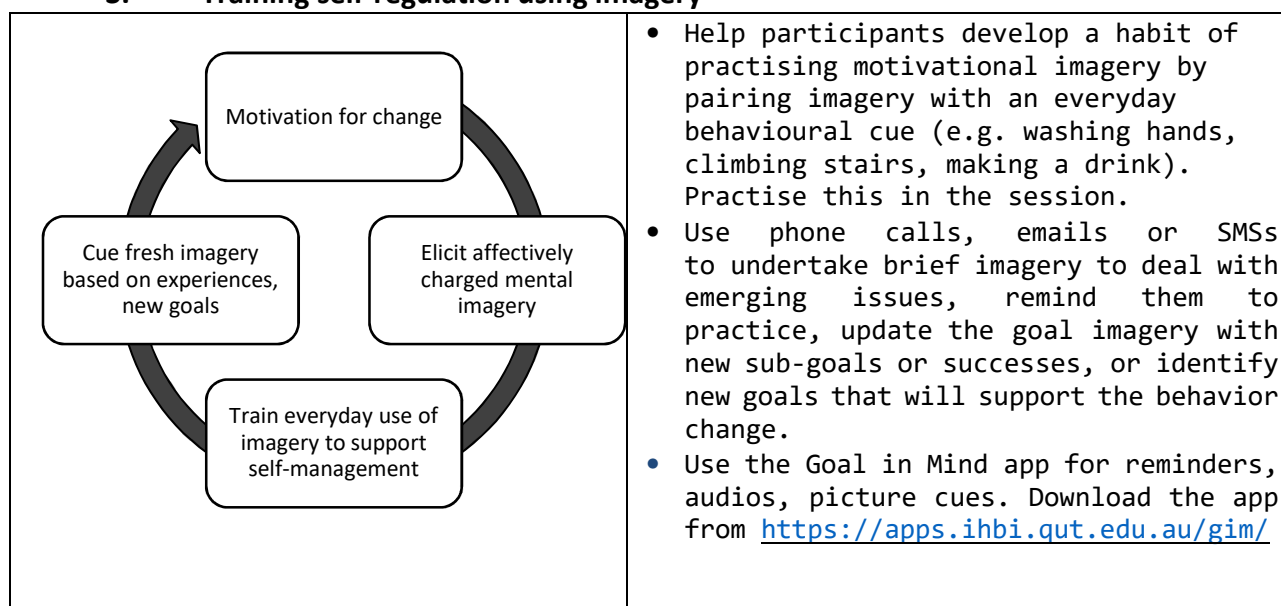 Training self-regulation using imagery
Motivation for change
Elicit affectively
charged mental
imagery
Train everyday use of
imagery to support
self-management
Cue fresh imagery
based on experiences,
new goals
• Help participants develop a habit of
practising motivational imagery by
pairing imagery with an everyday
behavioural cue (e.g. washing hands,
climbing stairs, making a drink).
Practise this in the session.
• Use phone calls, emails or SMSs
to undertake brief imagery to deal with
emerging issues, remind them to
practice, update the goal imagery with
new sub-goals or successes, or identify
new goals that will support the behavior
change.
• Use the Goal in Mind app for reminders,
audios, picture cues. Download the app
from https://apps.ihbi.qut.edu.au/gim/